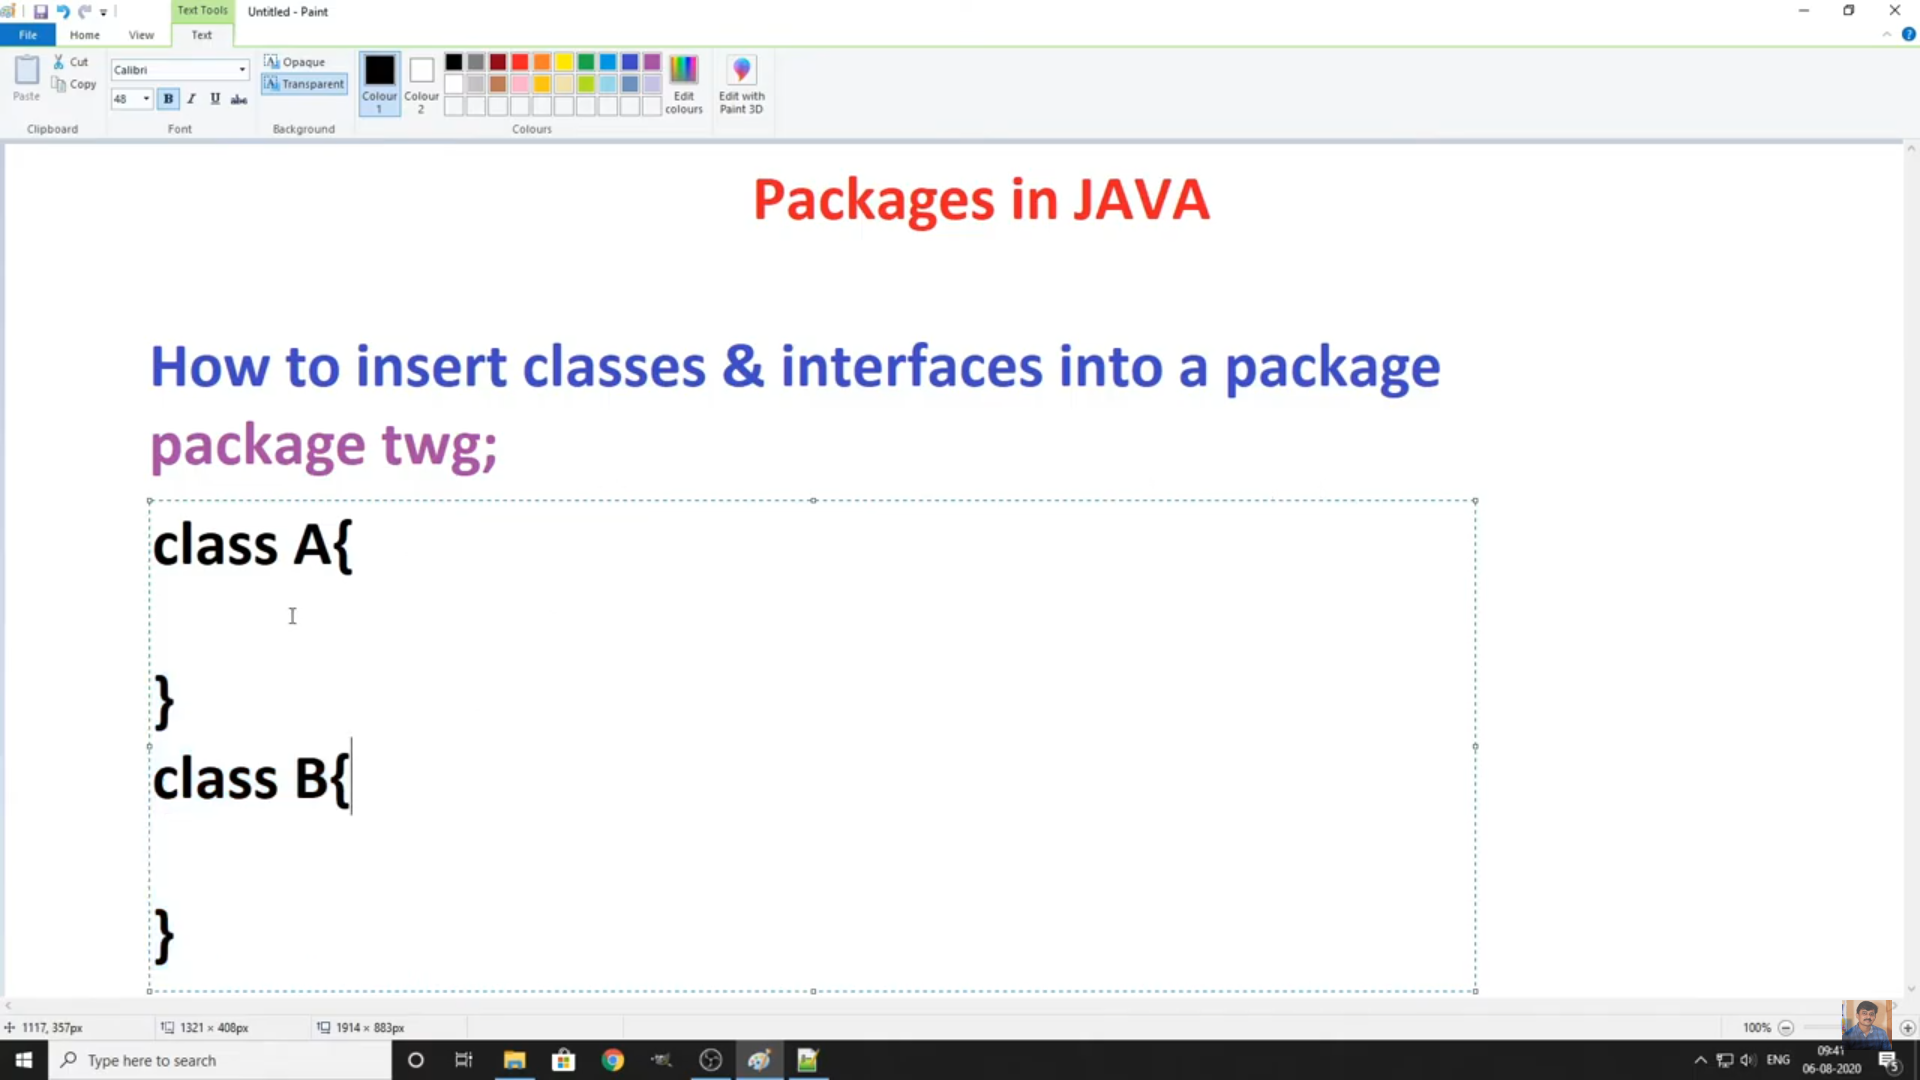 Text Tools
Untitled - Paint
File
Home
View
Text
Paste
Cut
Copy
Clipboard
Calibri
48
B
I
U
abc
Font
Opaque
Transparent
Background
Colour 1
Colour 2
Colours
Edit colours
Edit with Paint 3D
Packages in JAVA
How to insert classes & interfaces into a package
package twg;
class A{
}
class B{
}
1117, 357px
1321 × 408px
1914 × 883px
100%
Type here to search
ENG
09:41
06-08-2020
5